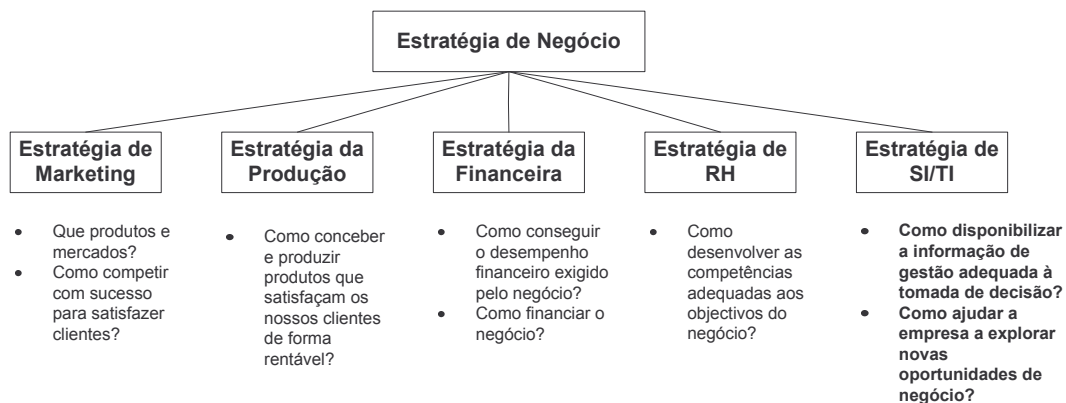 Estratégia de Negócio
Estratégia de
Marketing
Estratégia da
Produção
Estratégia da
Financeira
Estratégia de
RH
Estratégia de
SI/TI
• Que produtos e
mercados?
• Como competir
com sucesso
para satisfazer
clientes?
• Como conceber
e produzir
produtos que
satisfaçam os
nossos clientes
de forma
rentável?
• Como conseguir
o desempenho
financeiro exigido
pelo negócio?
• Como financiar o
negócio?
• Como
desenvolver as
competências
adequadas aos
objectivos do
negócio?
• Como disponibilizar
a informação de
gestão adequada à
tomada de decisão?
• Como ajudar a
empresa a explorar
novas
oportunidades de
negócio?